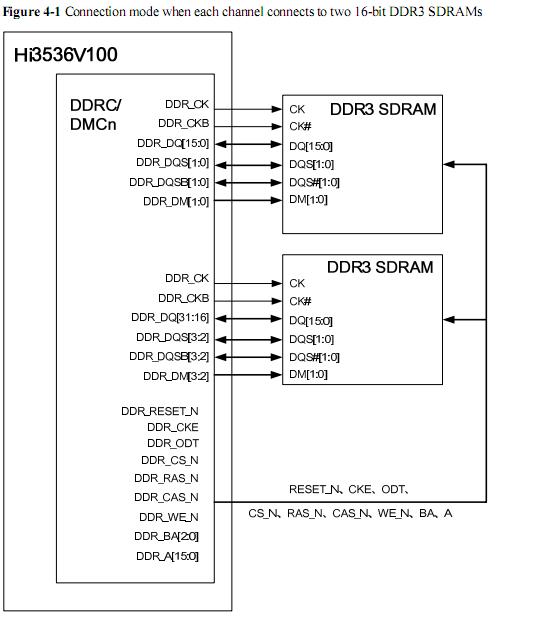 Figure 4-1 Connection mode when each channel connects to two 16-bit DDR3 SDRAMs
Hi3536V100
DDRC/
DMCn
DDR_CK
DDR_CKB
DDR_DQ[15:0]
DDR_DQS[1:0]
DDR_DQSB[1:0]
DDR_DM[1:0]
DDR3 SDRAM
CK
CK#
DQ[15:0]
DQS[1:0]
DQS#[1:0]
DM[1:0]
DDR_CK
DDR_CKB
DDR_DQ[31:16]
DDR_DQS[3:2]
DDR_DQSB[3:2]
DDR_DM[3:2]
DDR3 SDRAM
CK
CK#
DQ[15:0]
DQS[1:0]
DQS#[1:0]
DM[1:0]
DDR_RESET_N
DDR_CKE
DDR_ODT
DDR_CS_N
DDR_RAS_N
DDR_CAS_N
DDR_WE_N
DDR_BA[2:0]
DDR_A[15:0]
RESET_N、CKE、ODT、
CS_N、RAS_N、CAS_N、WE_N、BA、A